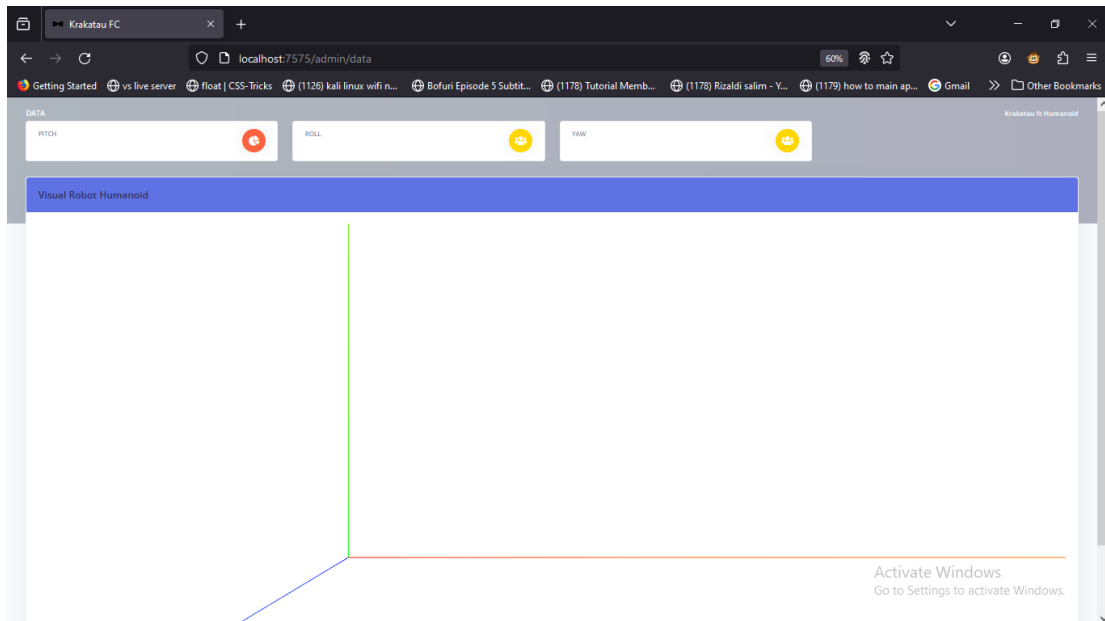 Krakatau FC
localhost:7575/admin/data
60%
Getting Started
vs live server
float | CSS-Tricks
(1126) kali linux wifi n...
Bofuri Episode 5 Subtit...
(1178) Tutorial Memb...
(1178) Rizaldi salim - Y...
(1179) how to main ap...
Gmail
Other Bookmarks
DATA
Krakatau fc Humanoid
PITCH
ROLL
YAW
Visual Robot Humanoid
Activate Windows
Go to Settings to activate Windows.